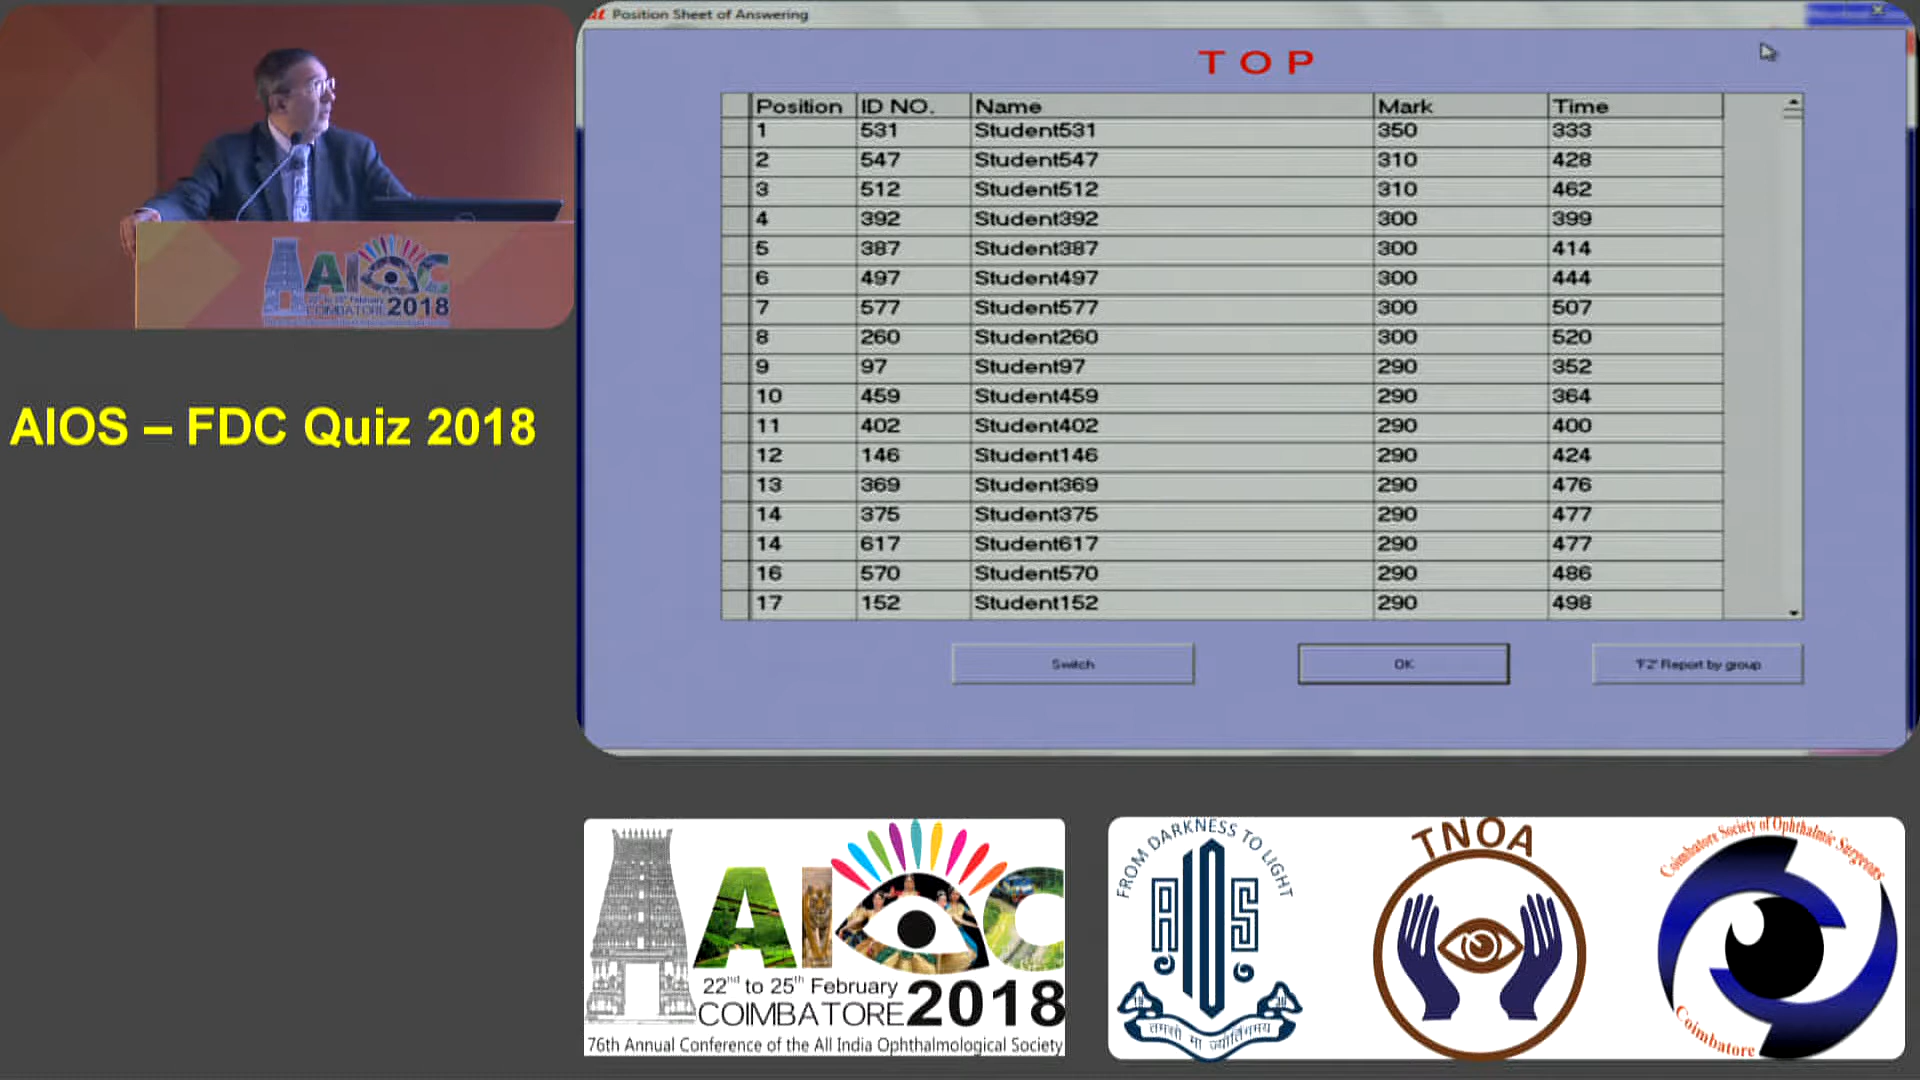 Position Sheet of Answering
T O P
Position ID NO. Name Mark Time
1 531 Student531 350 333
2 547 Student547 310 428
3 512 Student512 310 462
4 392 Student392 300 399
5 387 Student387 300 414
6 497 Student497 300 444
7 577 Student577 300 507
8 260 Student260 300 520
9 97 Student97 290 352
10 459 Student459 290 364
11 402 Student402 290 400
12 146 Student146 290 424
13 369 Student369 290 476
14 375 Student375 290 477
14 617 Student617 290 477
16 570 Student570 290 486
17 152 Student152 290 498
Switch OK 'F2' Report by group
AIOC
COIMBATORE 2018
AIOS – FDC Quiz 2018
AIOC
22nd to 25th February
COIMBATORE 2018
76th Annual Conference of the All India Ophthalmological Society
FROM DARKNESS TO LIGHT
AIOS
तमसो मा ज्योतिर्गमय
TNOA
Coimbatore Society of Ophthalmic Surgeons
Coimbatore